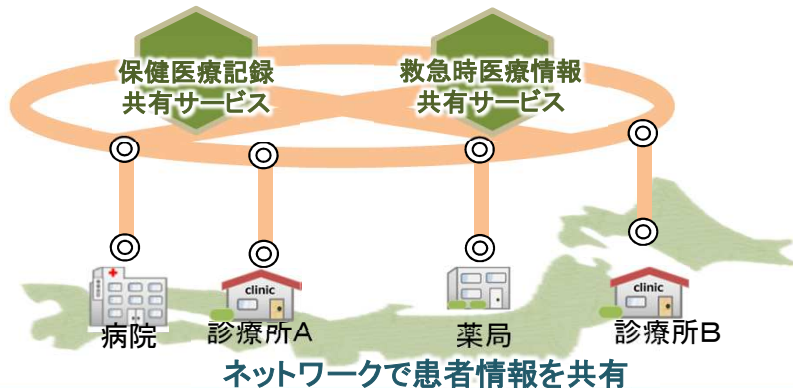 保健医療記録
共有サービス
救急時医療情報
共有サービス
clinic
clinic
病院
診療所A
薬局
診療所B
ネットワークで患者情報を共有